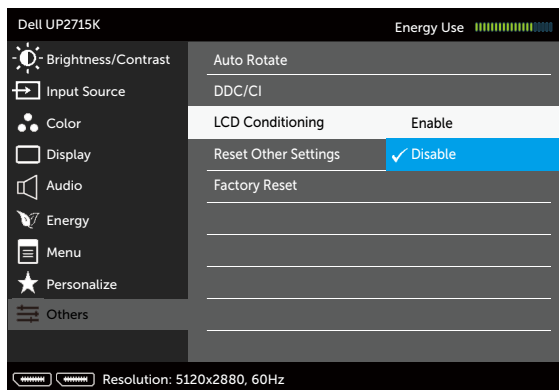 Dell UP2715K
Energy Use
Brightness/Contrast
Auto Rotate
Input Source
DDC/CI
Color
LCD Conditioning
Enable
Display
Reset Other Settings
Disable
Audio
Factory Reset
Energy
Menu
Personalize
Others
Resolution: 5120x2880, 60Hz